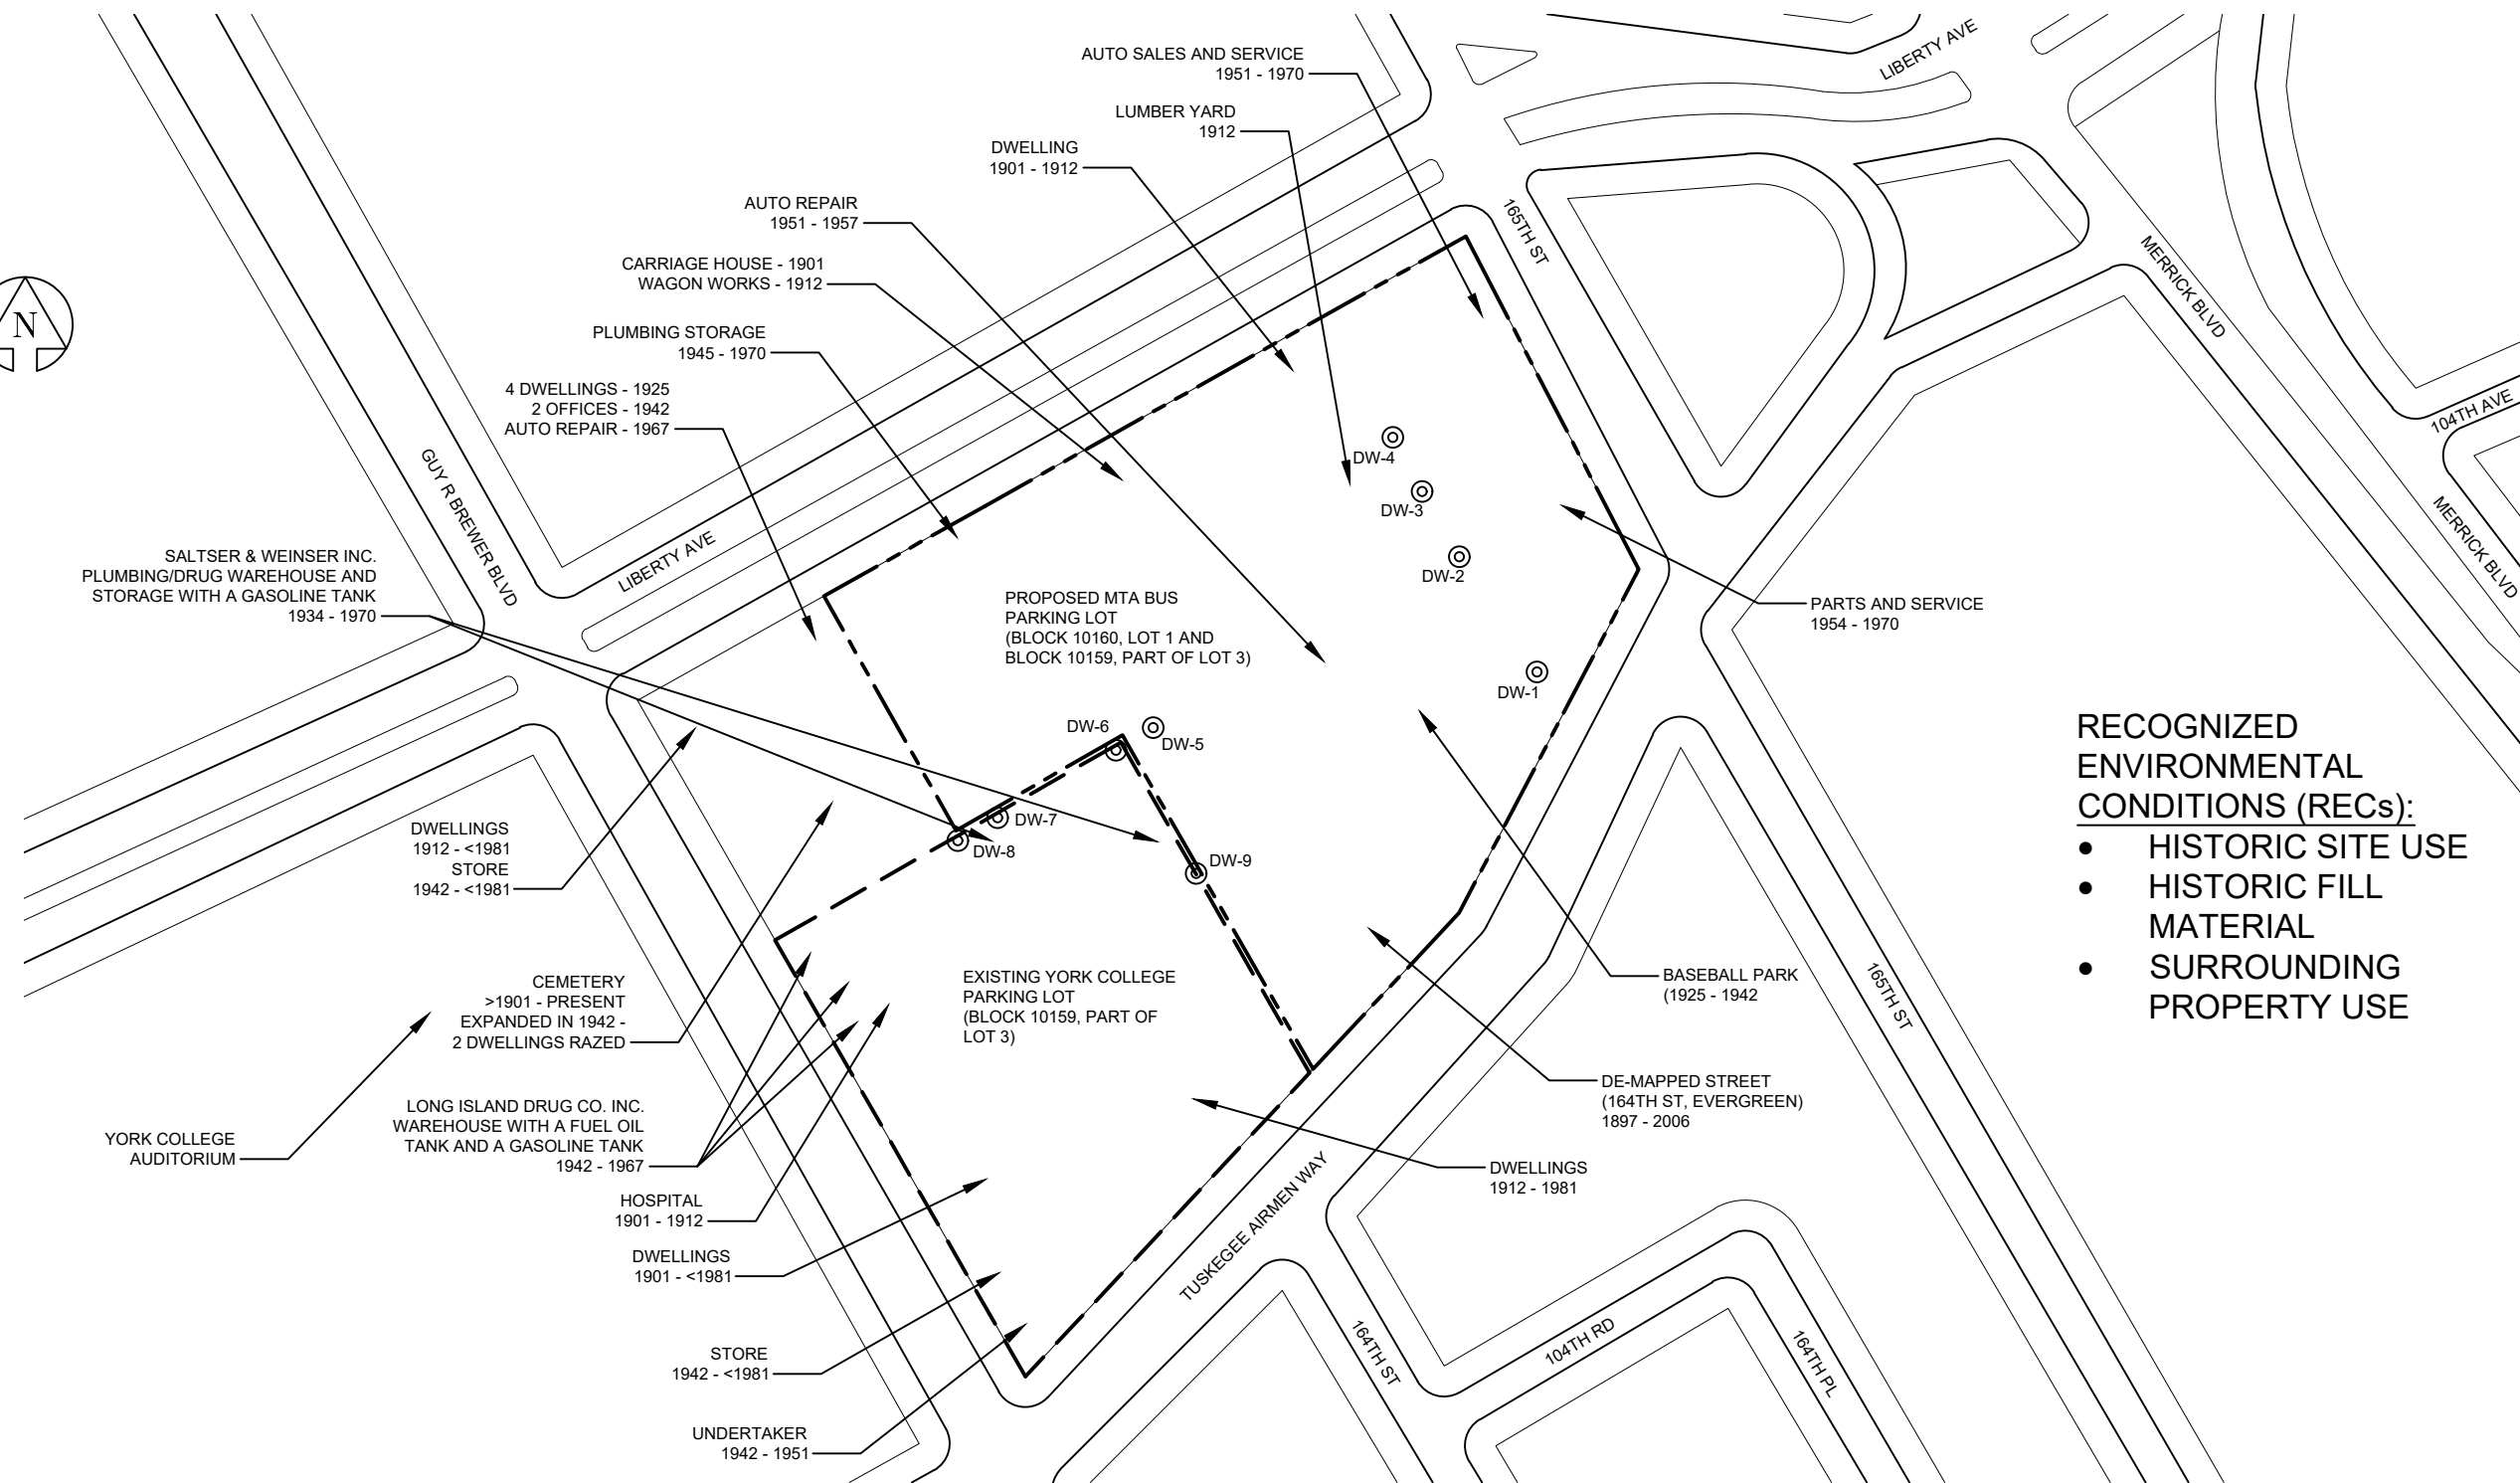 AUTO SALES AND SERVICE
1951 - 1970
LIBERTY AVE
LUMBER YARD
1912
DWELLING
1901 - 1912
AUTO REPAIR
1951 - 1957
165TH ST
CARRIAGE HOUSE - 1901
WAGON WORKS - 1912
MERRICK BLVD
N
PLUMBING STORAGE
1945 - 1970
4 DWELLINGS - 1925
2 OFFICES - 1942
AUTO REPAIR - 1967
104TH AVE
DW-4
GUY R BREWER BLVD
DW-3
MERRICK BLVD
SALTSER & WEINSER INC.
PLUMBING/DRUG WAREHOUSE AND
STORAGE WITH A GASOLINE TANK
1934 - 1970
LIBERTY AVE
DW-2
PROPOSED MTA BUS
PARKING LOT
(BLOCK 10160, LOT 1 AND
BLOCK 10159, PART OF LOT 3)
PARTS AND SERVICE
1954 - 1970
DW-1
DW-6
DW-5
RECOGNIZED
ENVIRONMENTAL
CONDITIONS (RECs):
• HISTORIC SITE USE
• HISTORIC FILL
MATERIAL
• SURROUNDING
PROPERTY USE
DW-7
DW-8
DW-9
DWELLINGS
1912 - <1981
STORE
1942 - <1981
CEMETERY
>1901 - PRESENT
EXPANDED IN 1942 -
2 DWELLINGS RAZED
EXISTING YORK COLLEGE
PARKING LOT
(BLOCK 10159, PART OF
LOT 3)
BASEBALL PARK
(1925 - 1942
165TH ST
DE-MAPPED STREET
(164TH ST, EVERGREEN)
1897 - 2006
LONG ISLAND DRUG CO. INC.
WAREHOUSE WITH A FUEL OIL
TANK AND A GASOLINE TANK
1942 - 1967
YORK COLLEGE
AUDITORIUM
DWELLINGS
1912 - 1981
TUSKEGEE AIRMEN WAY
HOSPITAL
1901 - 1912
DWELLINGS
1901 - <1981
STORE
1942 - <1981
164TH ST
104TH RD
164TH PL
UNDERTAKER
1942 - 1951